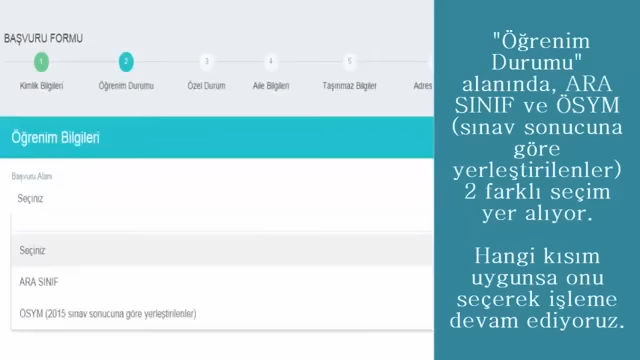 BAŞVURU FORMU
1 2 3 4 5
Kimlik Bilgileri Öğrenim Durumu Özel Durum Aile Bilgileri Taşınmaz Bilgiler Adres
Öğrenim Bilgileri
Başvuru Alanı
Seçiniz
Seçiniz
ARA SINIF
ÖSYM (2015 sınav sonucuna göre yerleştirilenler)
"Öğrenim
Durumu"
alanında, ARA
SINIF ve ÖSYM
(sınav sonucuna
göre
yerleştirilenler)
2 farklı seçim
yer alıyor.
Hangi kısım
uygunsa onu
seçerek işleme
devam ediyoruz.